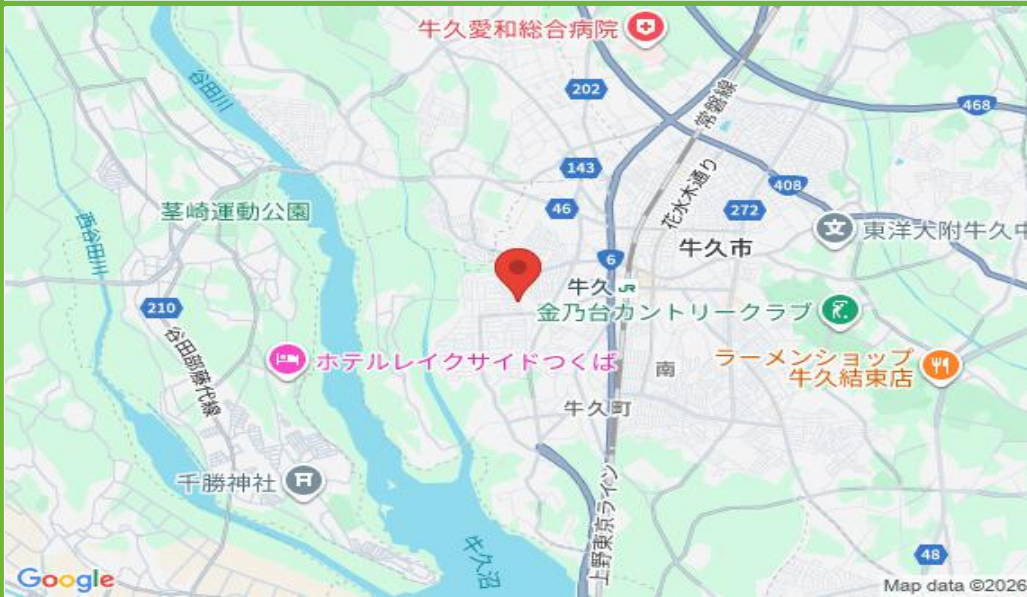 牛久愛和総合病院
谷田川
202
468
常磐線
143
花水木通り
408
西谷田川
茎崎運動公園
46
272
東洋大附牛久中
牛久市
6
牛久
JR
210
金乃台カントリークラブ
谷田部藤代線
ホテルレイクサイドつくば
南
ラーメンショップ
牛久結束店
牛久町
千勝神社
上野東京ライン
牛久沼
48
Google
Map data ©2026